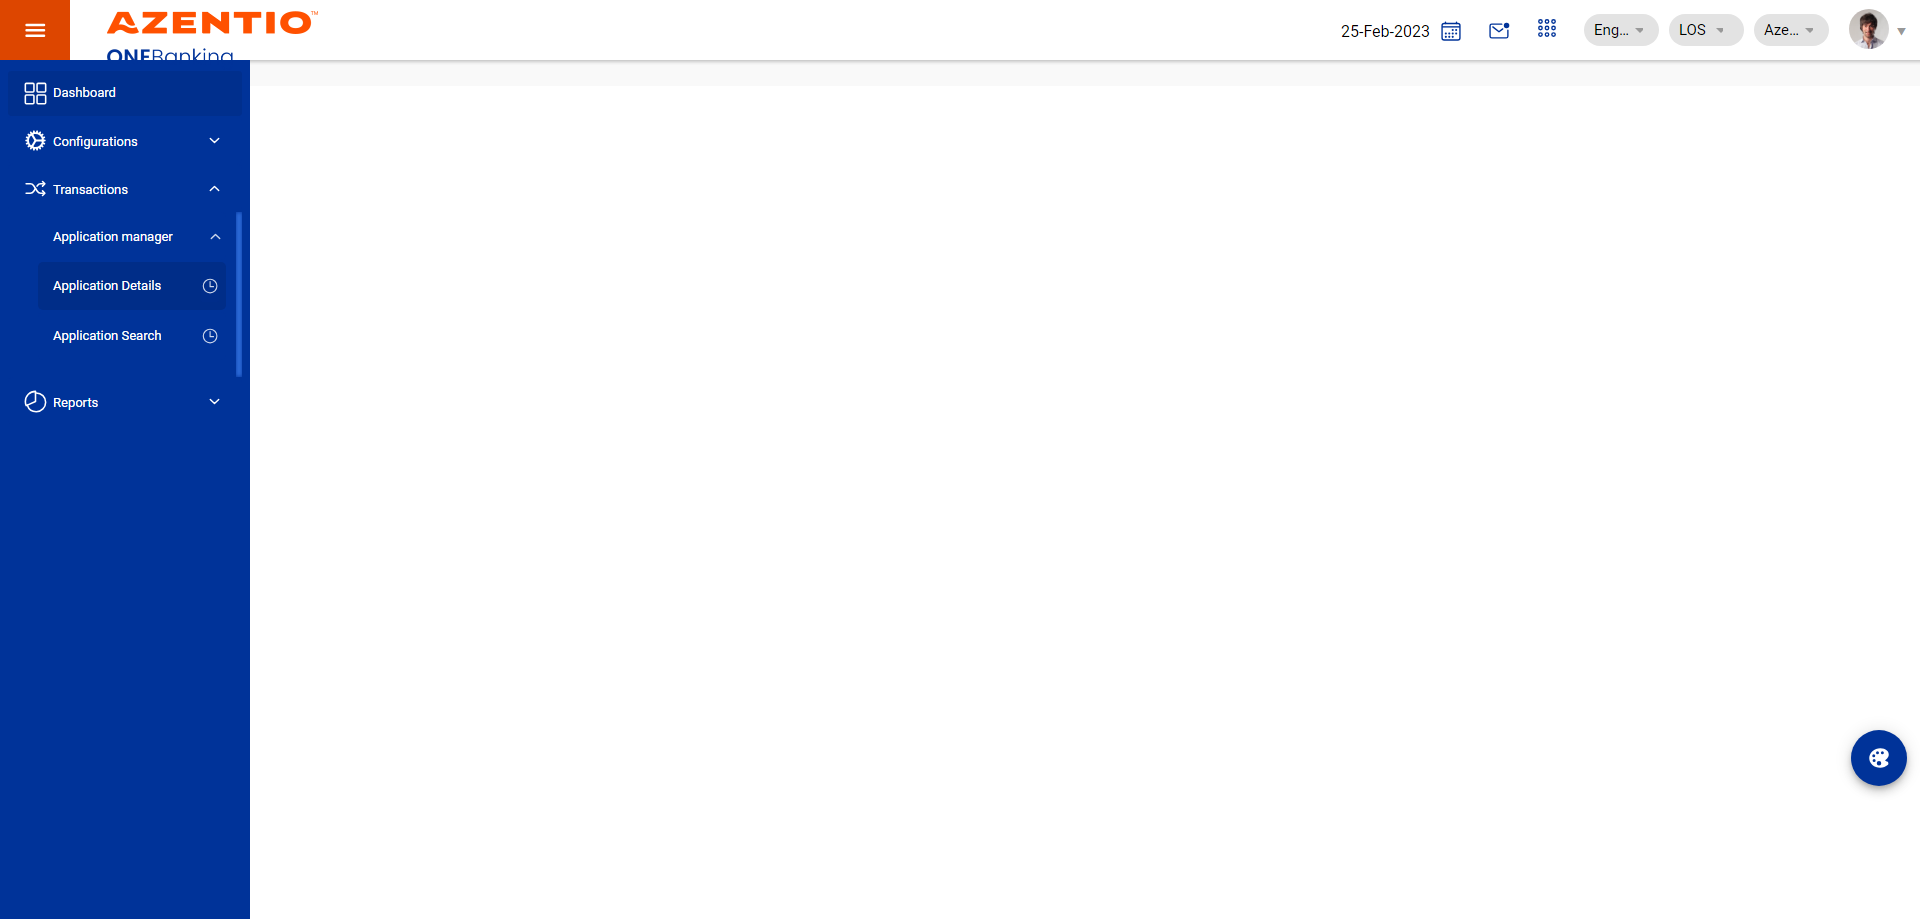 AZENTIO™
ONEBanking
25-Feb-2023
Eng...
LOS
Aze...
Dashboard
Configurations
Transactions
Application manager
Application Details
Application Search
Reports